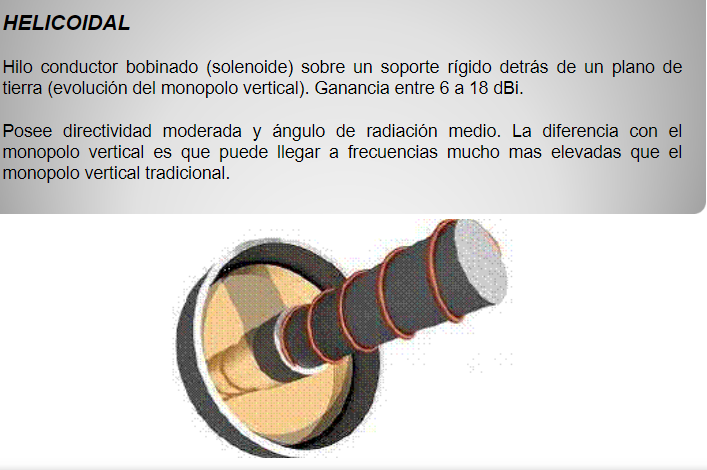 HELICOIDAL
Hilo conductor bobinado (solenoide) sobre un soporte rígido detrás de un plano de
tierra (evolución del monopolo vertical). Ganancia entre 6 a 18 dBi.
Posee directividad moderada y ángulo de radiación medio. La diferencia con el
monopolo vertical es que puede llegar a frecuencias mucho mas elevadas que el
monopolo vertical tradicional.